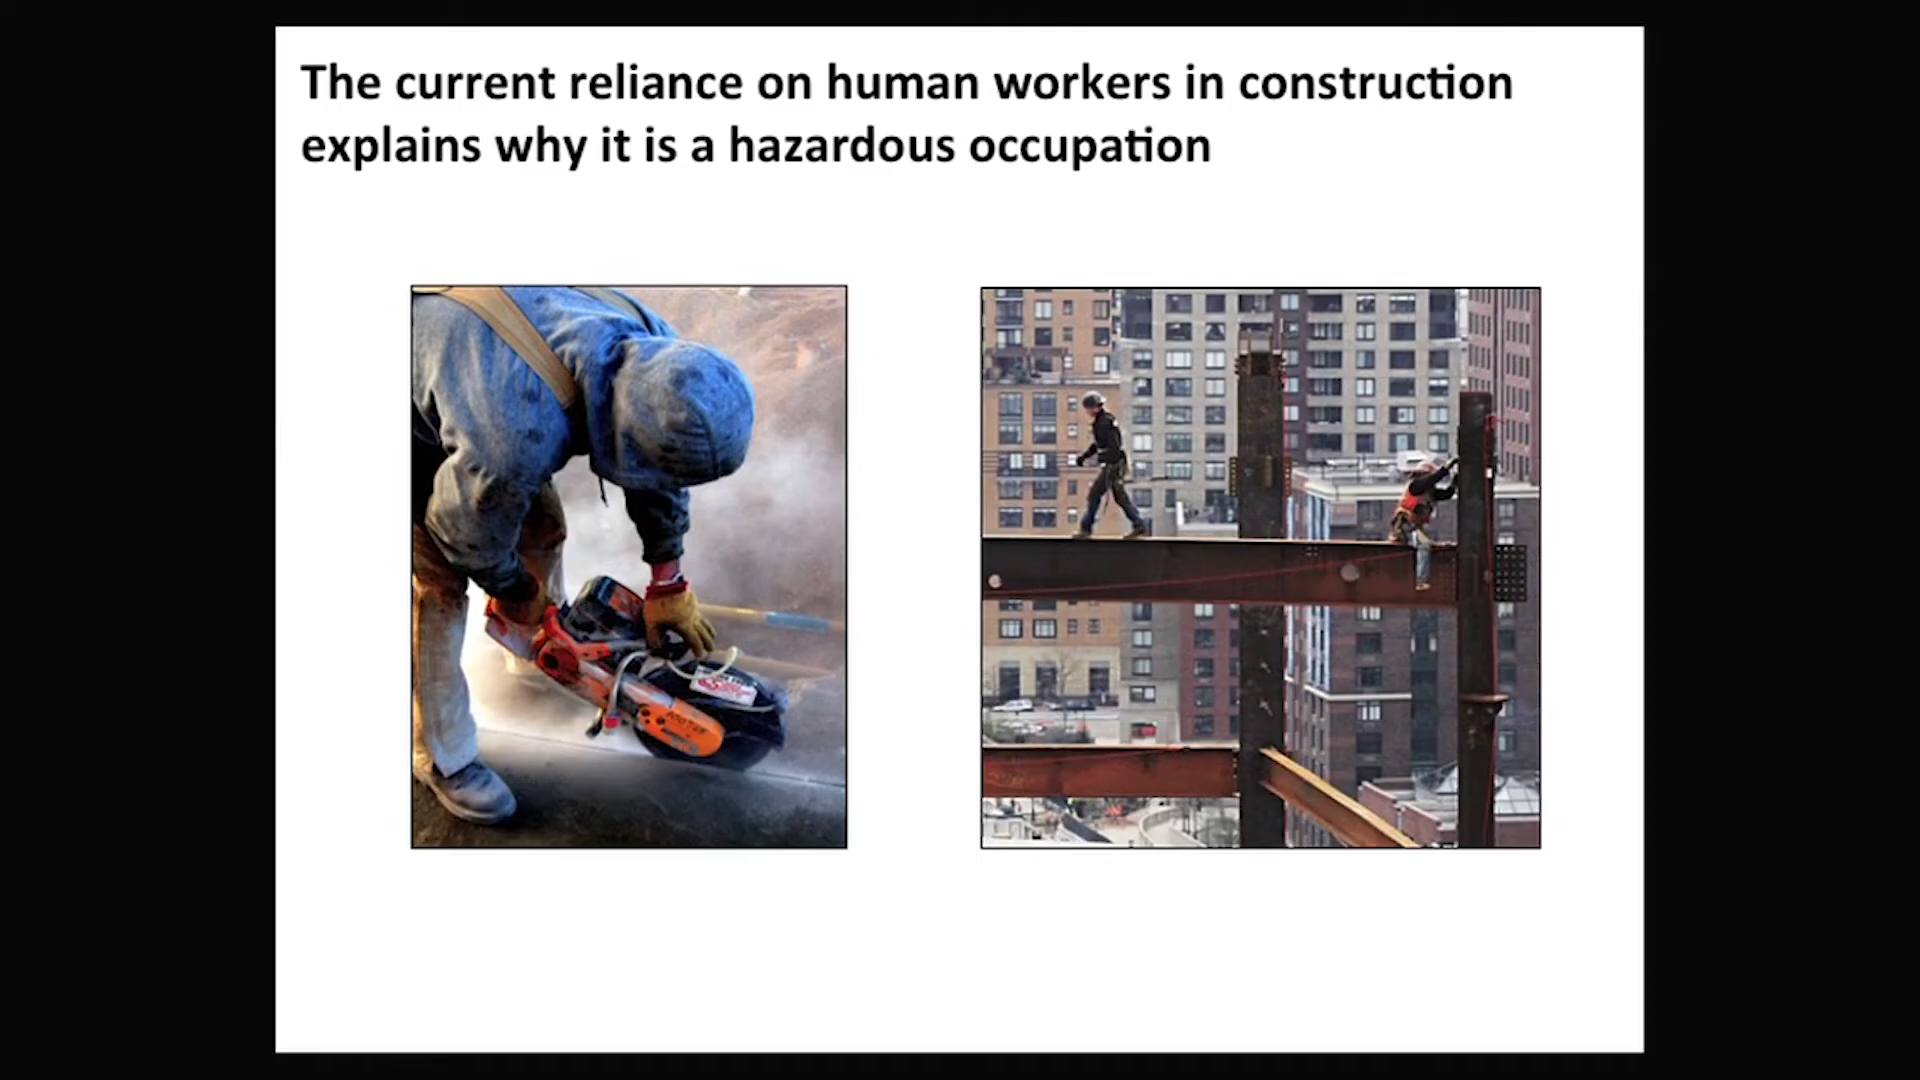 The current reliance on human workers in construction
explains why it is a hazardous occupation